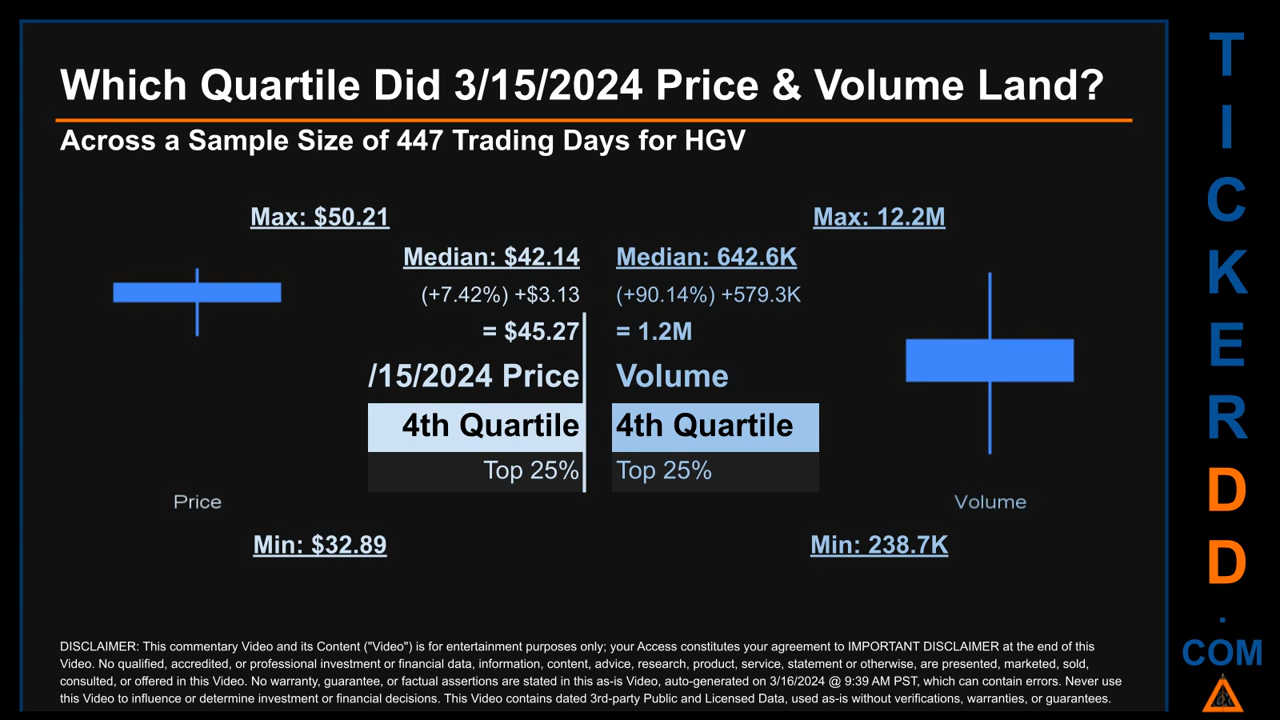 Which Quartile Did 3/15/2024 Price & Volume Land?
Across a Sample Size of 447 Trading Days for HGV
Max: $50.21
Max: 12.2M
Median: $42.14
Median: 642.6K
(+7.42%) +$3.13
(+90.14%) +579.3K
= $45.27
= 1.2M
/15/2024 Price
Volume
4th Quartile
4th Quartile
Top 25%
Top 25%
Price
Volume
Min: $32.89
Min: 238.7K
DISCLAIMER: This commentary Video and its Content ("Video") is for entertainment purposes only; your Access constitutes your agreement to IMPORTANT DISCLAIMER at the end of this
Video. No qualified, accredited, or professional investment or financial data, information, content, advice, research, product, service, statement or otherwise, are presented, marketed, sold,
consulted, or offered in this Video. No warranty, guarantee, or factual assertions are stated in this as-is Video, auto-generated on 3/16/2024 @ 9:39 AM PST, which can contain errors. Never use
this Video to influence or determine investment or financial decisions. This Video contains dated 3rd-party Public and Licensed Data, used as-is without verifications, warranties, or guarantees.
T
I
C
K
E
R
D
D
.
COM